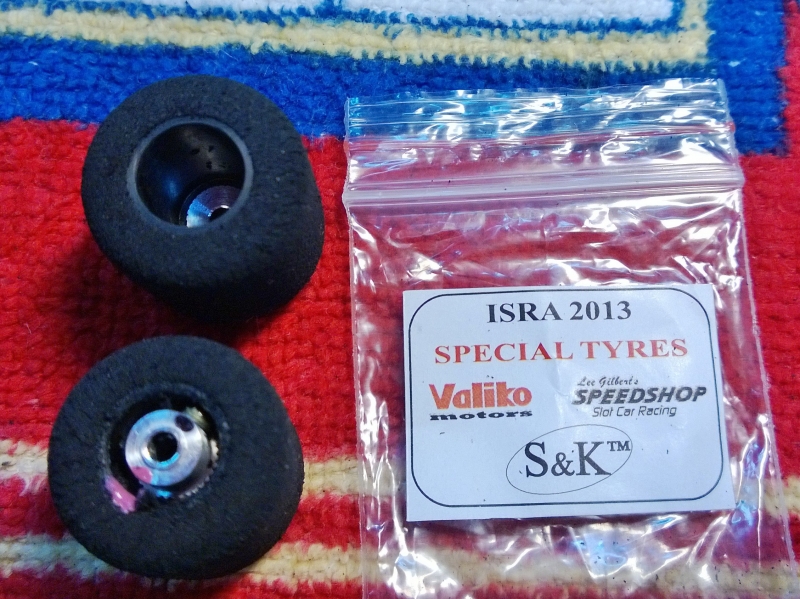 ISRA 2013
SPECIAL TYRES
Valiko
motors
Lee Gilbert's
SPEEDSHOP
Slot Car Racing
S&K™